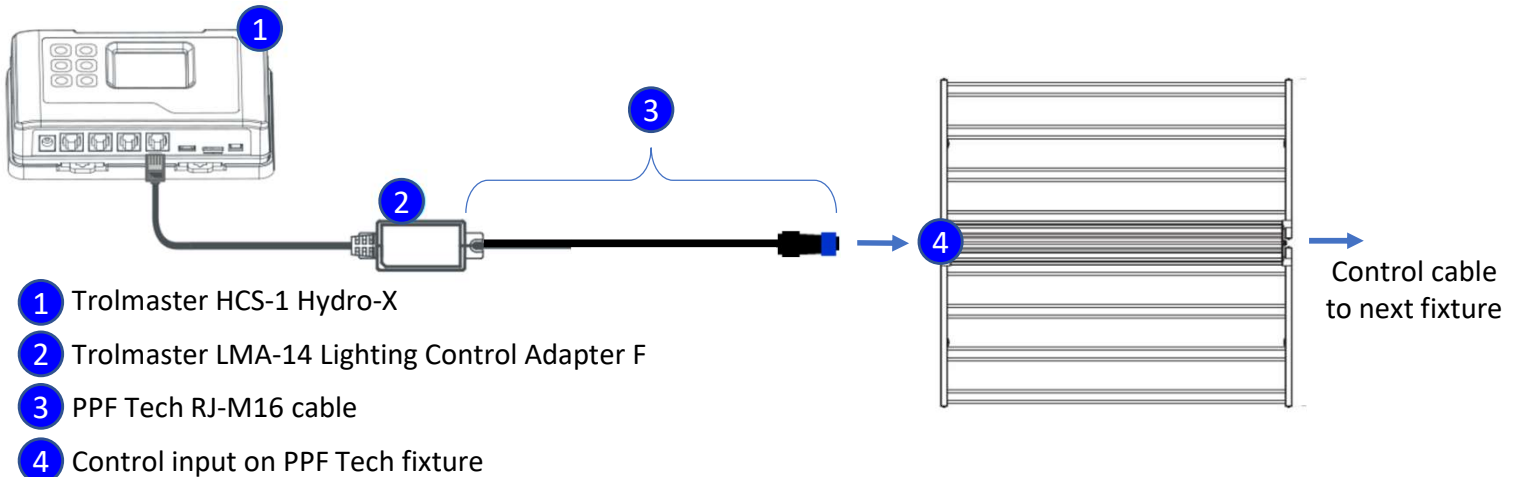 1
3
2
4
Control cable
to next fixture
1 Trolmaster HCS-1 Hydro-X
2 Trolmaster LMA-14 Lighting Control Adapter F
3 PPF Tech RJ-M16 cable
4 Control input on PPF Tech fixture